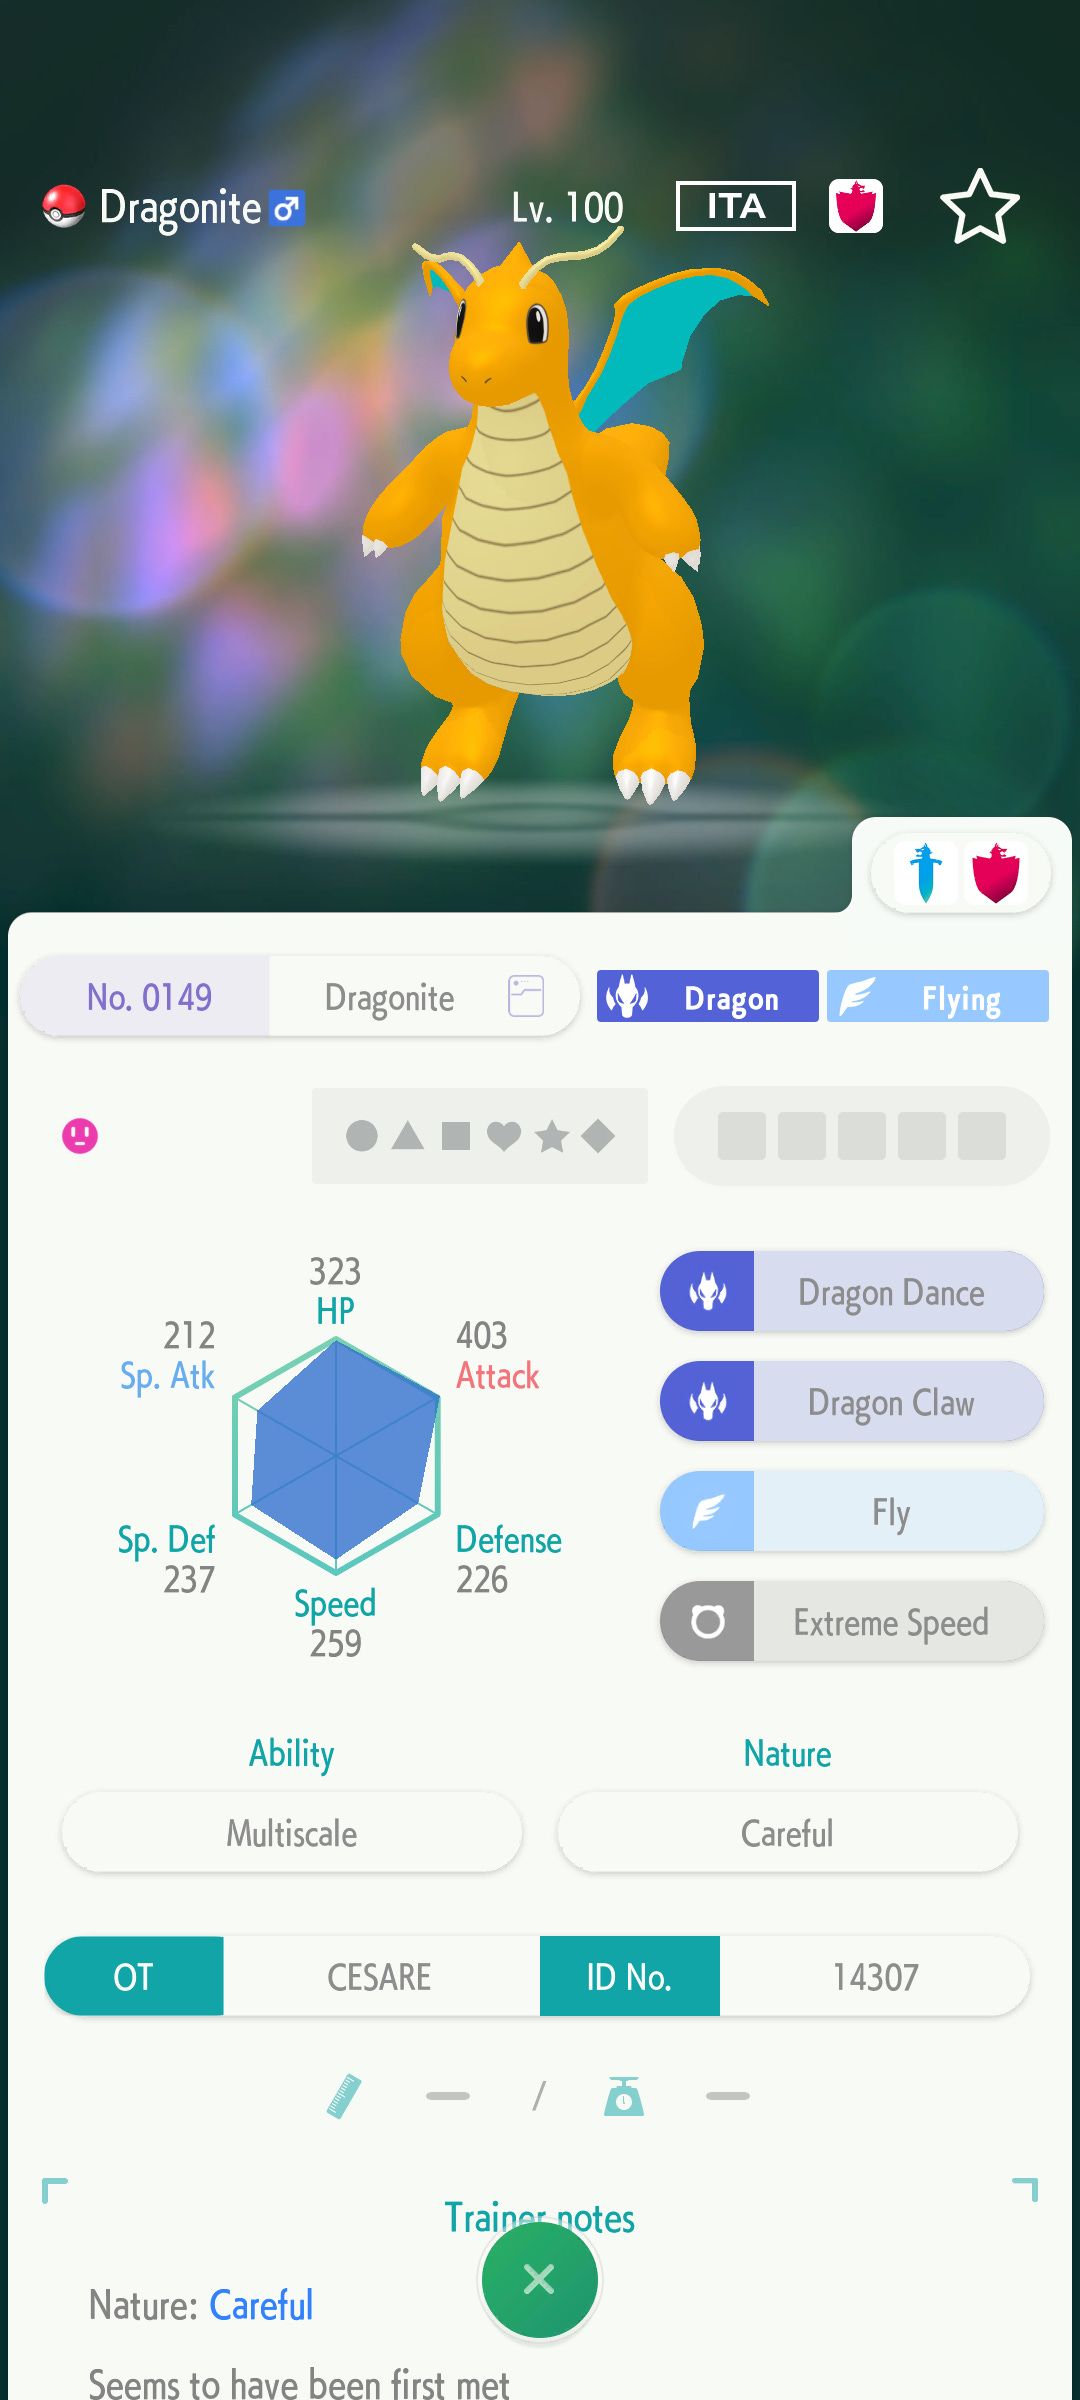 Dragonite ♂ Lv. 100 ITA
No. 0149 Dragonite Dragon Flying
323
HP
212
Sp. Atk
403
Attack
Sp. Def
237
Defense
226
Speed
259
Dragon Dance
Dragon Claw
Fly
Extreme Speed
Ability
Multiscale
Nature
Careful
OT CESARE ID No. 14307
— / —
Trainer notes
Nature: Careful
Seems to have been first met